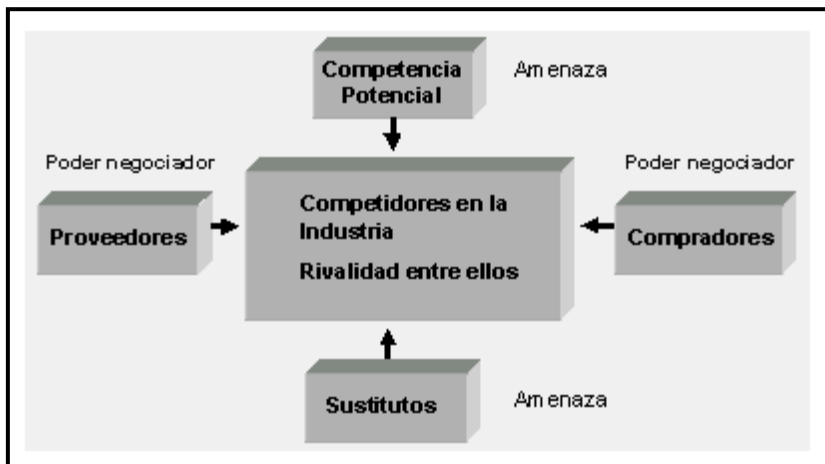 Competencia
Potencial
Amenaza
Poder negociador
Poder negociador
Proveedores
Competidores en la
Industria
Rivalidad entre ellos
Compradores
Sustitutos
Amenaza